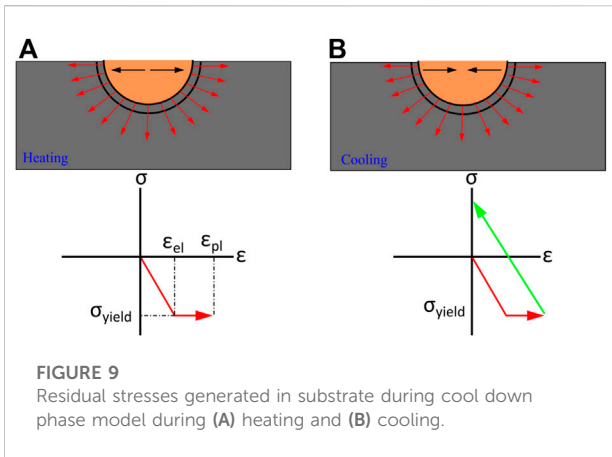 A
B
Heating
Cooling
σ
σ
ε_el
ε_pl
ε
ε
σ_yield
σ_yield
FIGURE 9
Residual stresses generated in substrate during cool down
phase model during (A) heating and (B) cooling.